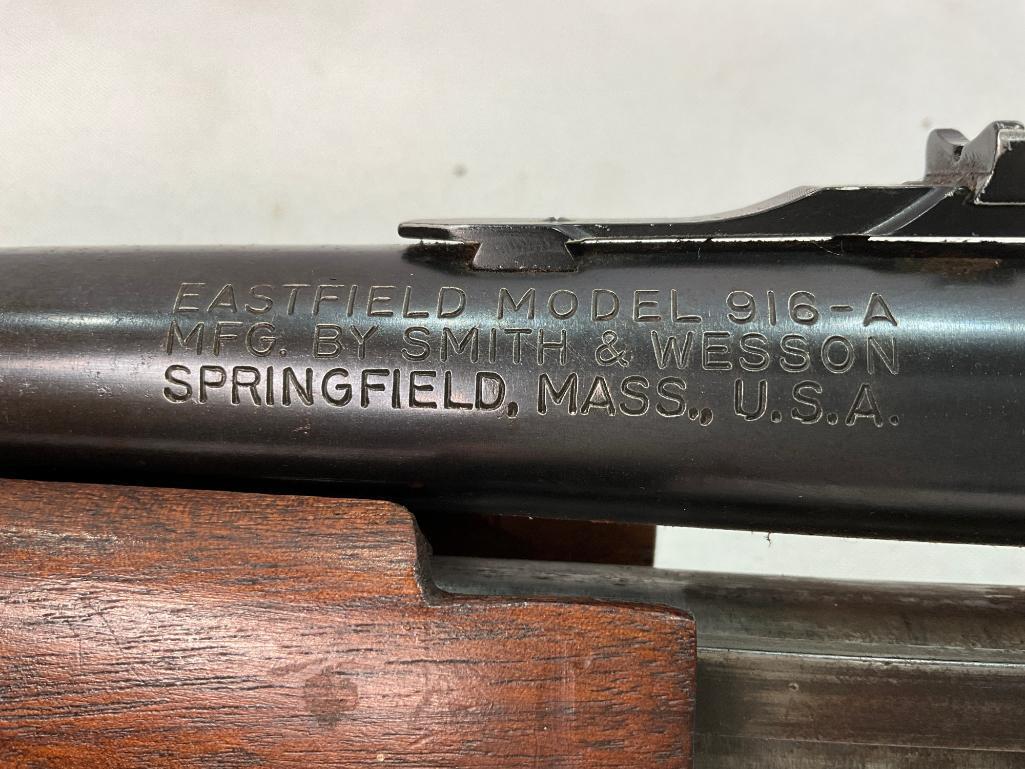 EASTFIELD MODEL 916-A
MFG. BY SMITH & WESSON
SPRINGFIELD, MASS., U.S.A.